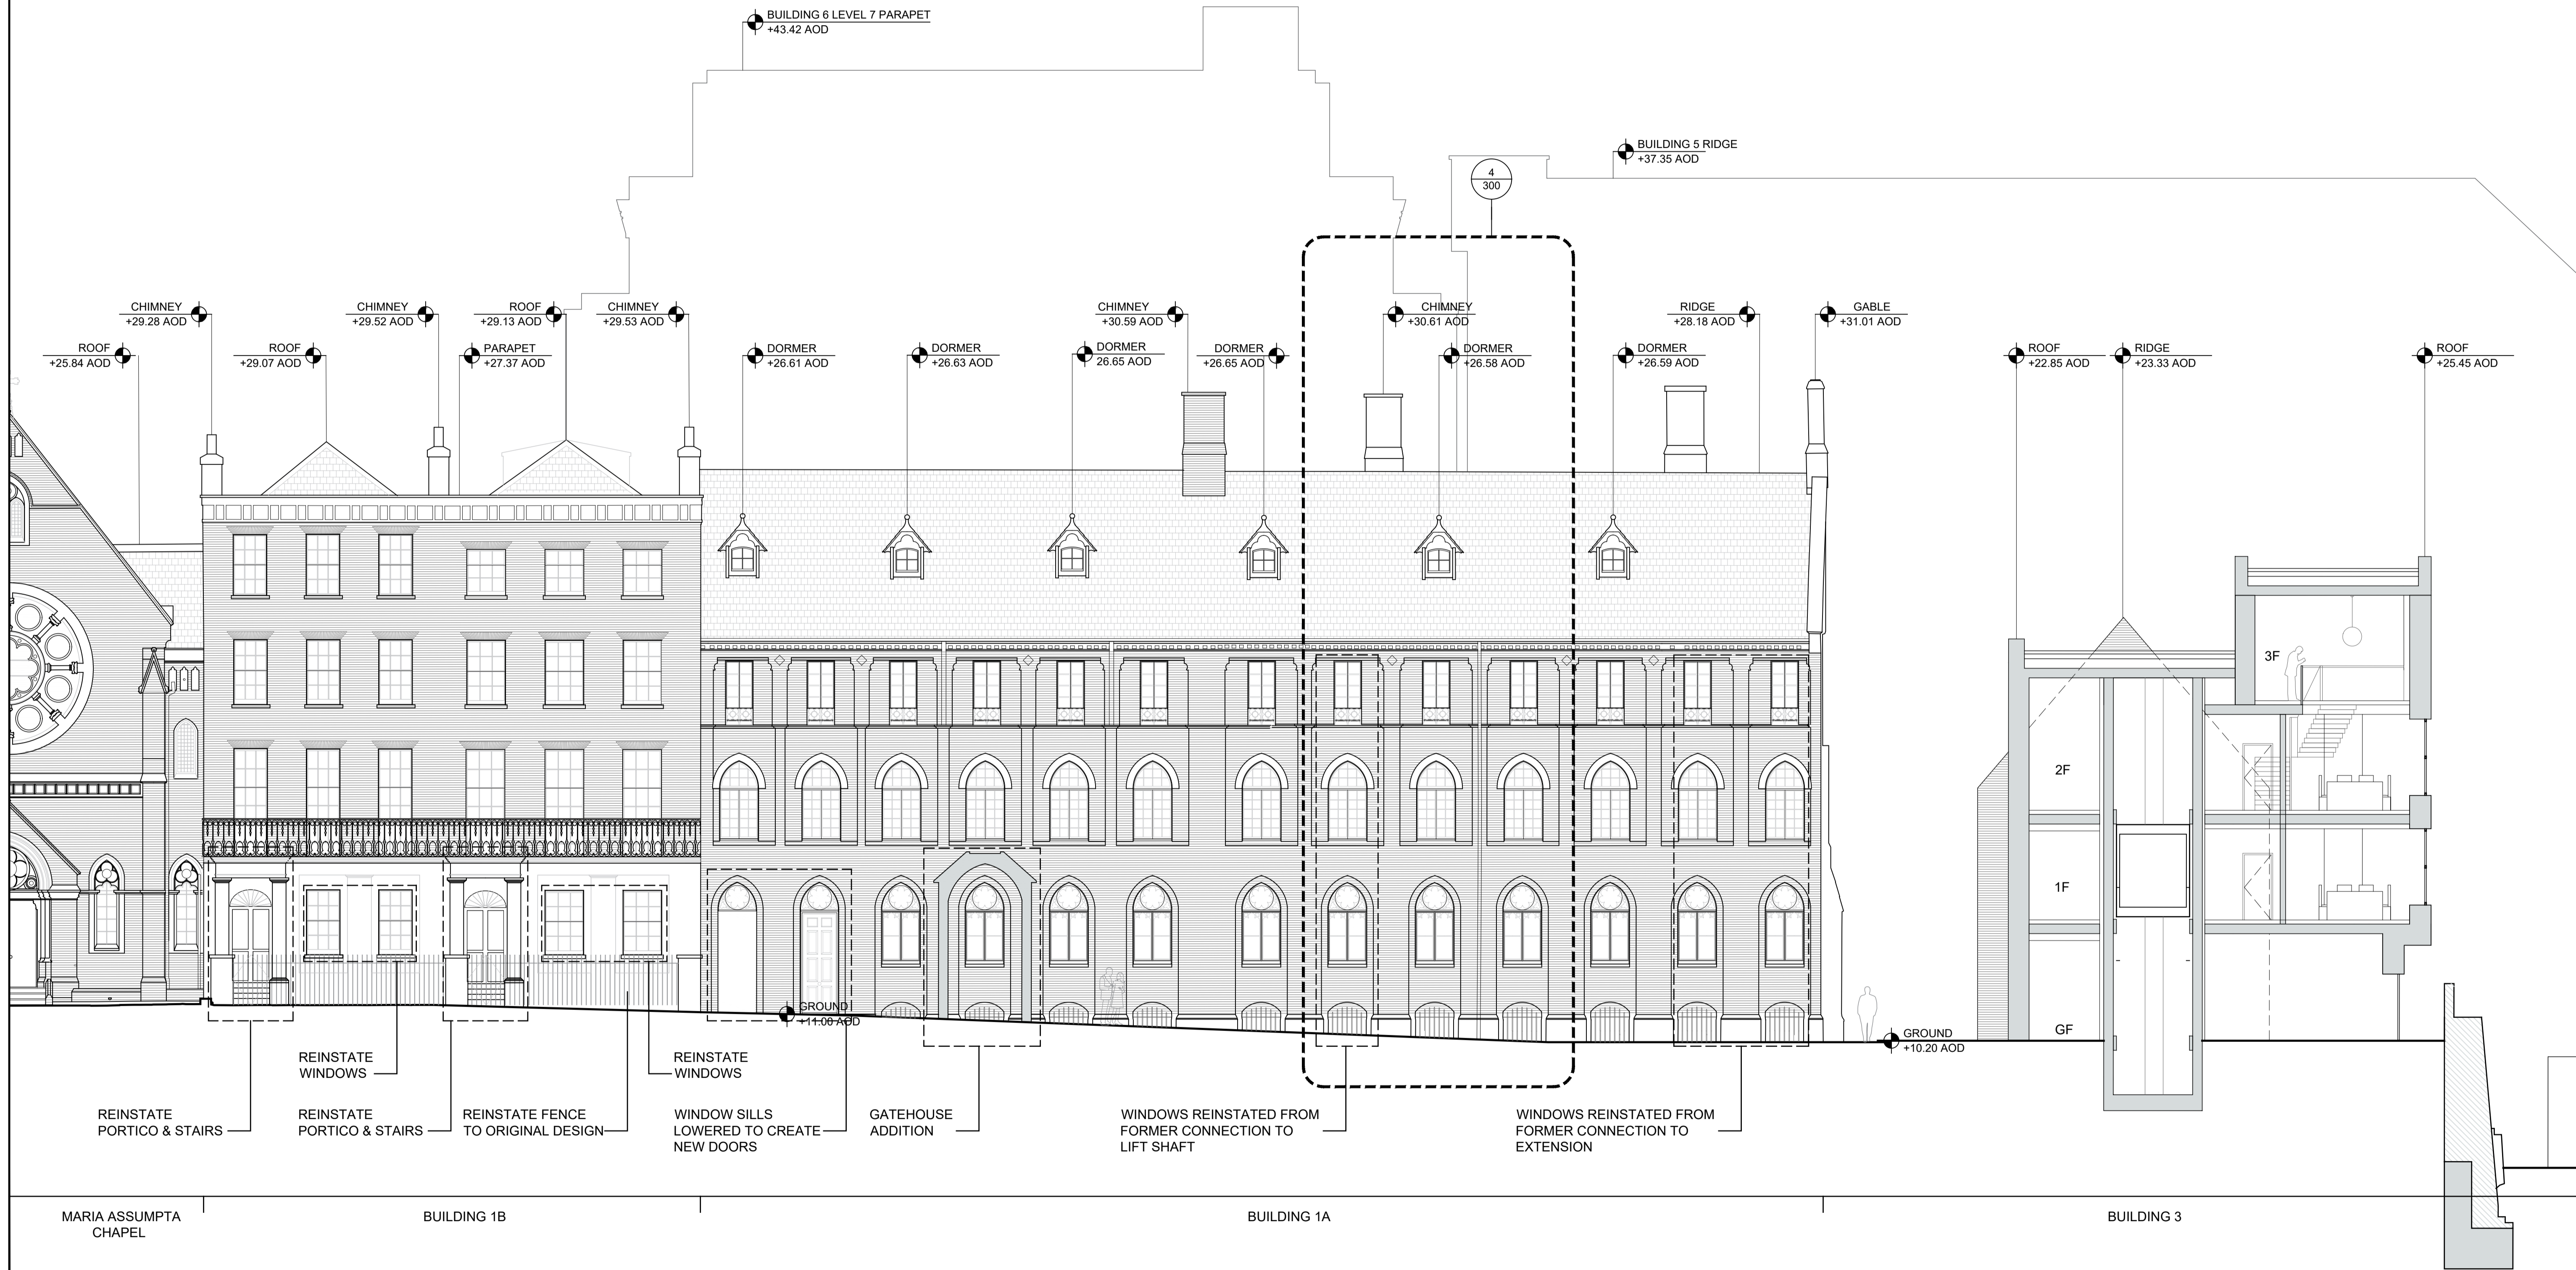 BUILDING 6 LEVEL 7 PARAPET
+43.42 AOD
BUILDING 5 RIDGE
+37.35 AOD
4
300
CHIMNEY
+29.28 AOD
CHIMNEY
+29.52 AOD
ROOF
+29.13 AOD
CHIMNEY
+29.53 AOD
CHIMNEY
+30.59 AOD
CHIMNEY
+30.61 AOD
RIDGE
+28.18 AOD
GABLE
+31.01 AOD
ROOF
+25.84 AOD
ROOF
+29.07 AOD
PARAPET
+27.37 AOD
DORMER
+26.61 AOD
DORMER
+26.63 AOD
DORMER
26.65 AOD
DORMER
+26.65 AOD
DORMER
+26.58 AOD
DORMER
+26.59 AOD
ROOF
+22.85 AOD
RIDGE
+23.33 AOD
ROOF
+25.45 AOD
3F
2F
1F
GF
GROUND
+11.00 AOD
GROUND
+10.20 AOD
REINSTATE
WINDOWS
REINSTATE
WINDOWS
REINSTATE
PORTICO & STAIRS
REINSTATE
PORTICO & STAIRS
REINSTATE FENCE
TO ORIGINAL DESIGN
WINDOW SILLS
LOWERED TO CREATE
NEW DOORS
GATEHOUSE
ADDITION
WINDOWS REINSTATED FROM
FORMER CONNECTION TO
LIFT SHAFT
WINDOWS REINSTATED FROM
FORMER CONNECTION TO
EXTENSION
MARIA ASSUMPTA
CHAPEL
BUILDING 1B
BUILDING 1A
BUILDING 3